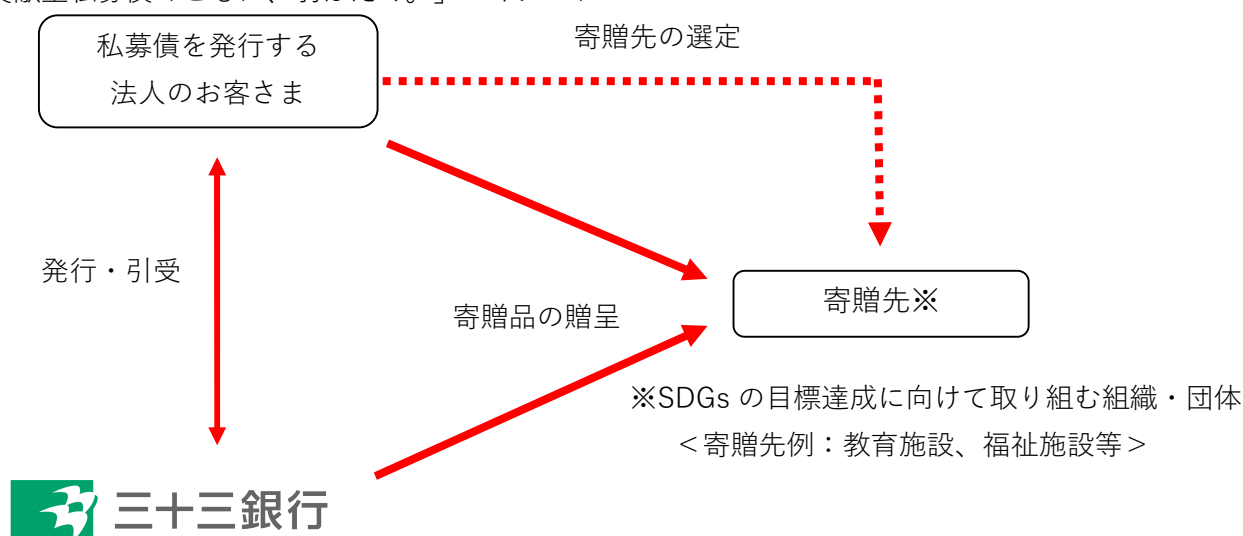 私募債を発行する
法人のお客さま
寄贈先の選定
発行・引受
寄贈品の贈呈
寄贈先※
※SDGs の目標達成に向けて取り組む組織・団体
＜寄贈先例：教育施設、福祉施設等＞
三十三銀行